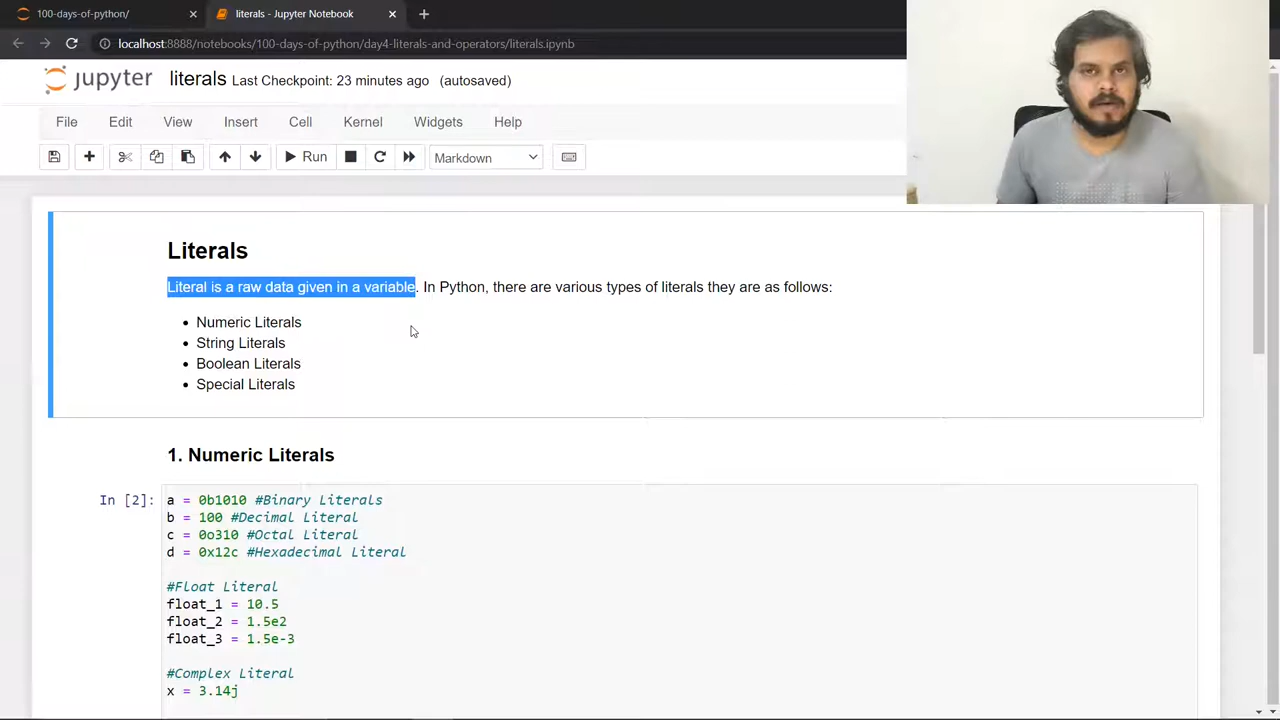 100-days-of-python/
literals - Jupyter Notebook
localhost:8888/notebooks/100-days-of-python/day4-literals-and-operators/literals.ipynb
jupyter literals Last Checkpoint: 23 minutes ago (autosaved)
File Edit View Insert Cell Kernel Widgets Help
Run Markdown
Literals
Literal is a raw data given in a variable. In Python, there are various types of literals they are as follows:
• Numeric Literals
• String Literals
• Boolean Literals
• Special Literals
1. Numeric Literals
In [2]: a = 0b1010 #Binary Literals
b = 100 #Decimal Literal
c = 0o310 #Octal Literal
d = 0x12c #Hexadecimal Literal
#Float Literal
float_1 = 10.5
float_2 = 1.5e2
float_3 = 1.5e-3
#Complex Literal
x = 3.14j